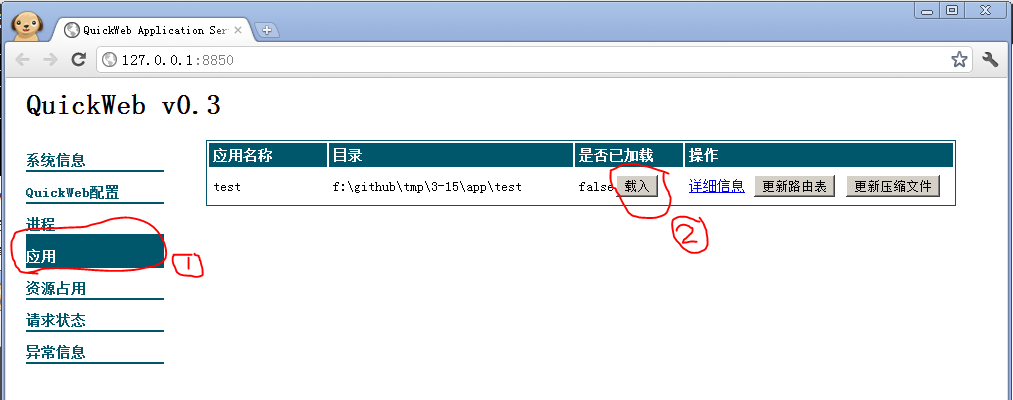 QuickWeb Application Ser
127.0.0.1:8850
QuickWeb v0.3
系统信息
QuickWeb配置
进程
应用
资源占用
请求状态
异常信息
应用名称 目录 是否已加载 操作
test f:\github\tmp\3-15\app\test false 载入 详细信息 更新路由表 更新压缩文件
1
2